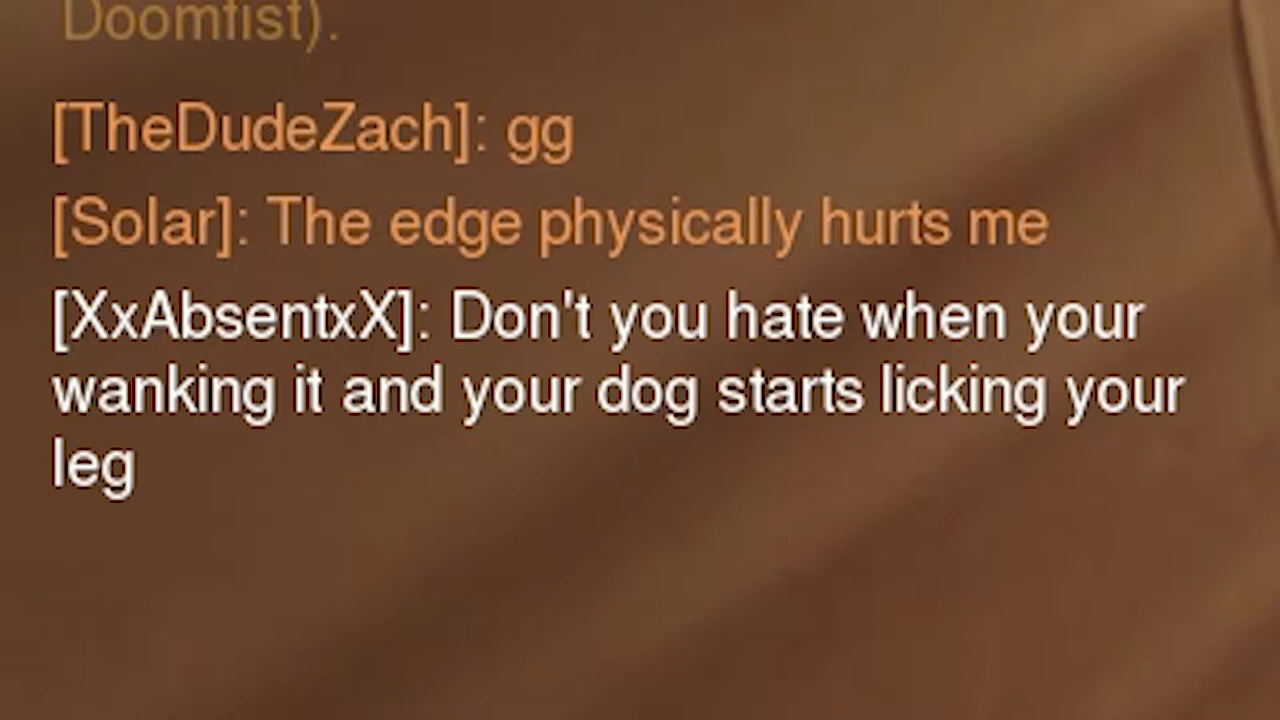 Doomfist).
[TheDudeZach]: gg
[Solar]: The edge physically hurts me
[XxAbsentxX]: Don't you hate when your
wanking it and your dog starts licking your
leg